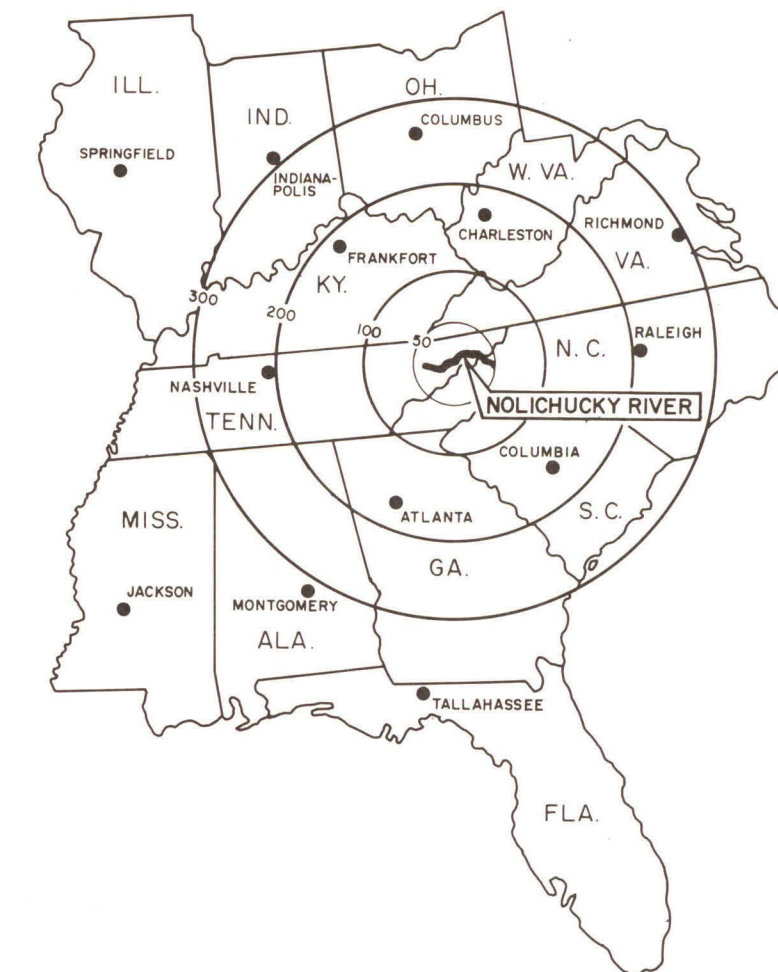 OH.
ILL.
IND.
COLUMBUS
SPRINGFIELD
INDIANA-
POLIS
W. VA.
CHARLESTON
RICHMOND
VA.
FRANKFORT
KY.
300
200
100
50
N. C.
RALEIGH
NASHVILLE
TENN.
NOLICHUCKY RIVER
COLUMBIA
S. C.
ATLANTA
MISS.
GA.
JACKSON
MONTGOMERY
ALA.
TALLAHASSEE
FLA.